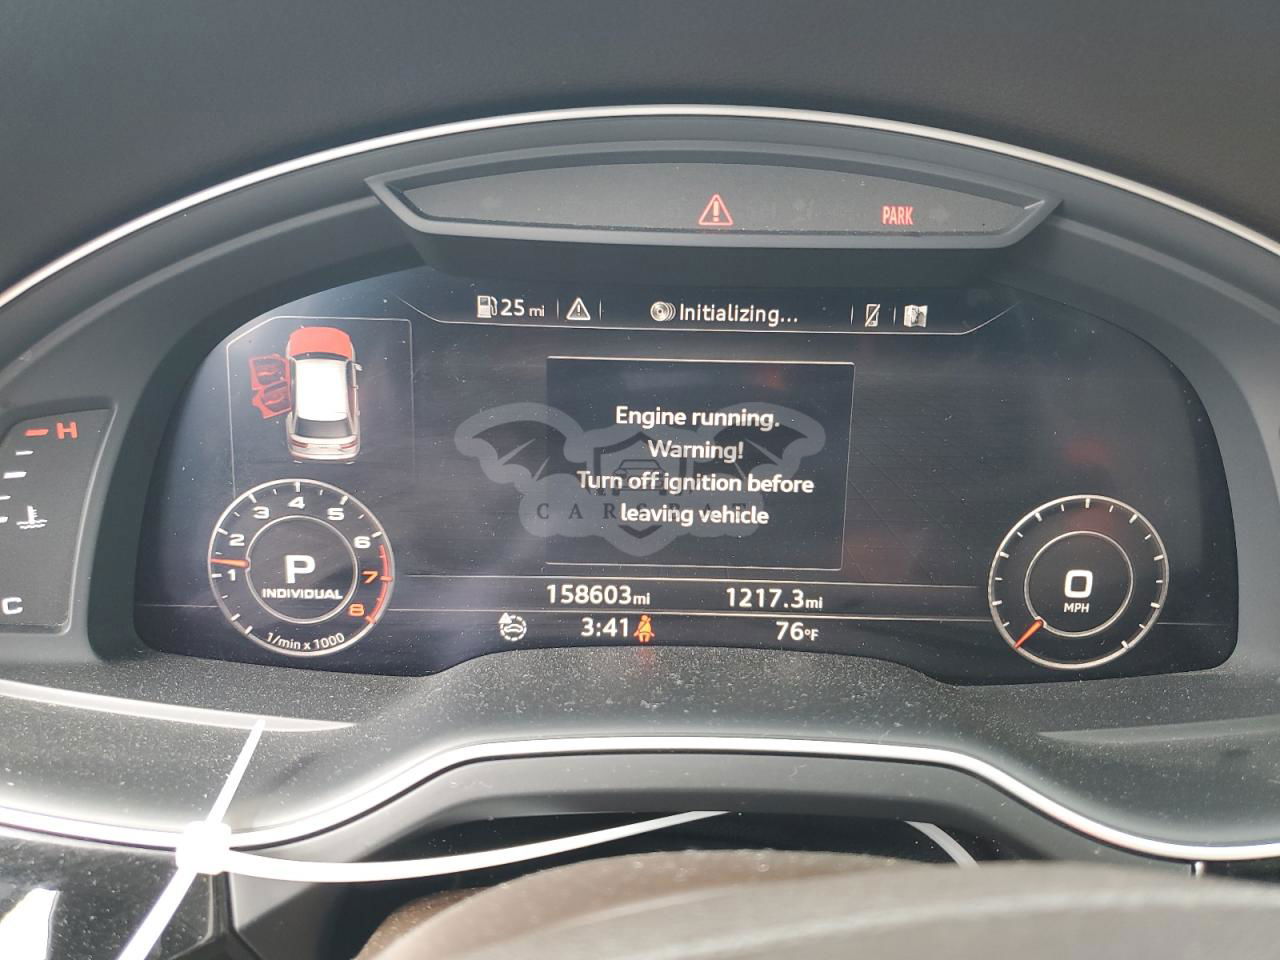 PARK
25 mi
Initializing...
H
Engine running.
Warning!
Turn off ignition before
leaving vehicle
1 2 3 4 5 6 7 8
P
INDIVIDUAL
1/min x 1000
0
MPH
C
158603mi
1217.3mi
3:41
76°F